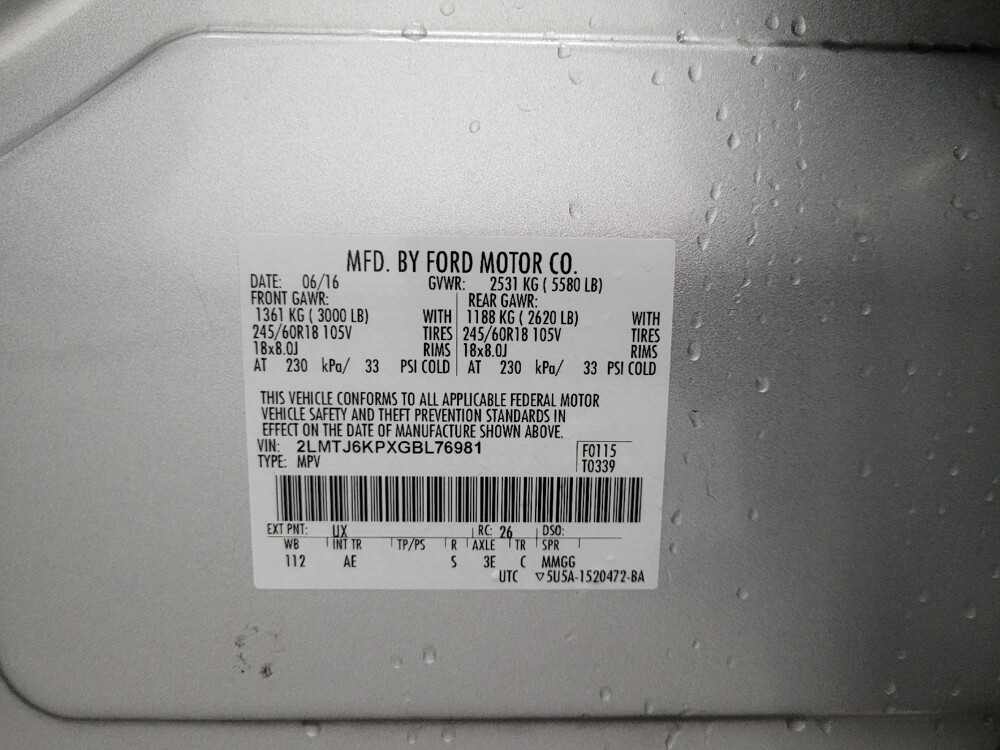 MFD. BY FORD MOTOR CO.
DATE: 06/16 GVWR: 2531 KG ( 5580 LB)
FRONT GAWR: REAR GAWR:
1361 KG ( 3000 LB) WITH 1188 KG ( 2620 LB) WITH
245/60R18 105V TIRES 245/60R18 105V TIRES
18x8.0J RIMS 18x8.0J RIMS
AT 230 kPa/ 33 PSI COLD AT 230 kPa/ 33 PSI COLD
THIS VEHICLE CONFORMS TO ALL APPLICABLE FEDERAL MOTOR
VEHICLE SAFETY AND THEFT PREVENTION STANDARDS IN
EFFECT ON THE DATE OF MANUFACTURE SHOWN ABOVE.
VIN: 2LMTJ6KPXGBL76981 F0115
TYPE: MPV T0339
EXT PNT: UX RC: 26 DSO:
WB INT TR TP/PS R AXLE TR SPR
112 AE S 3E C MMGG
UTC ▽5U5A-1520472-BA